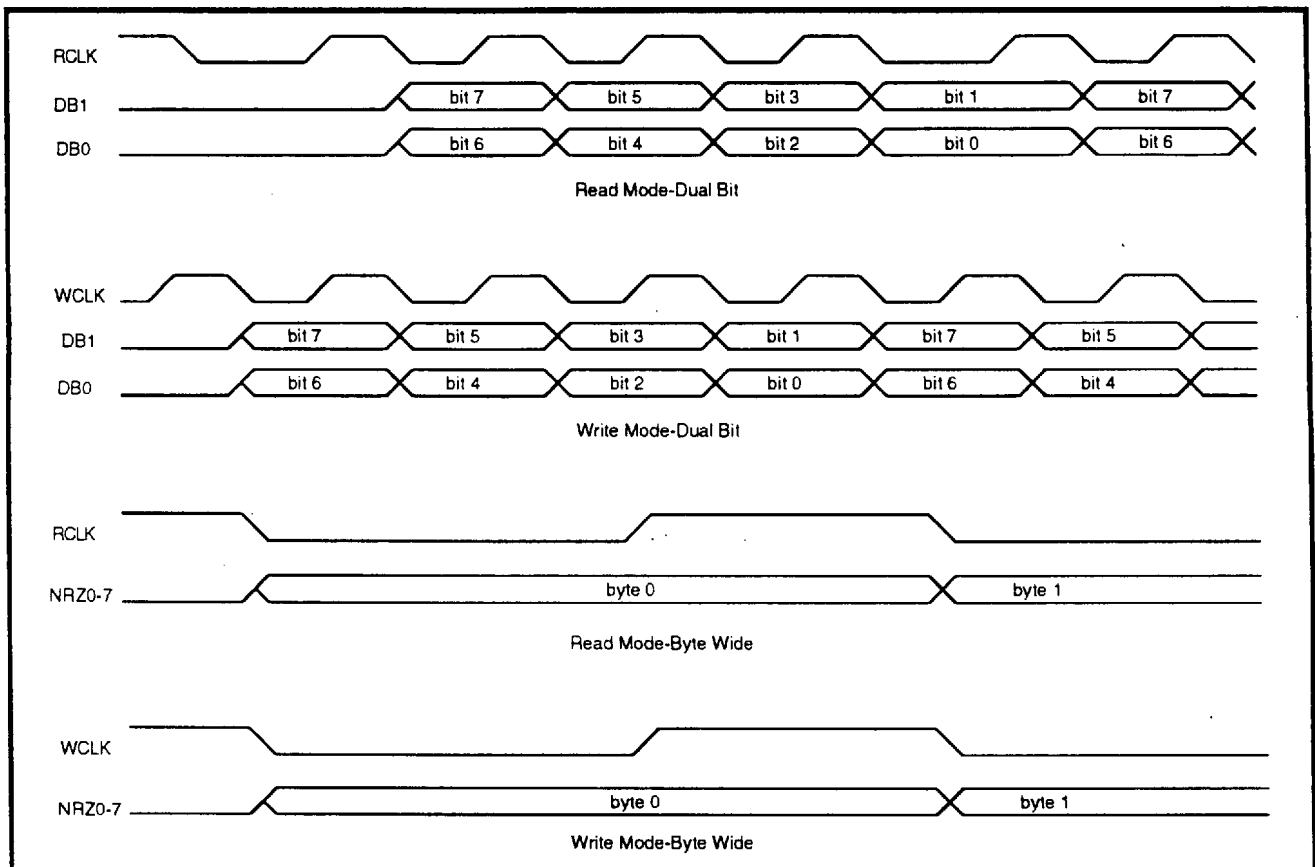 RCLK
DB1 bit 7 bit 5 bit 3 bit 1 bit 7
DB0 bit 6 bit 4 bit 2 bit 0 bit 6
Read Mode-Dual Bit
WCLK
DB1 bit 7 bit 5 bit 3 bit 1 bit 7 bit 5
DB0 bit 6 bit 4 bit 2 bit 0 bit 6 bit 4
Write Mode-Dual Bit
RCLK
NRZ0-7 byte 0 byte 1
Read Mode-Byte Wide
WCLK
NRZ0-7 byte 0 byte 1
Write Mode-Byte Wide